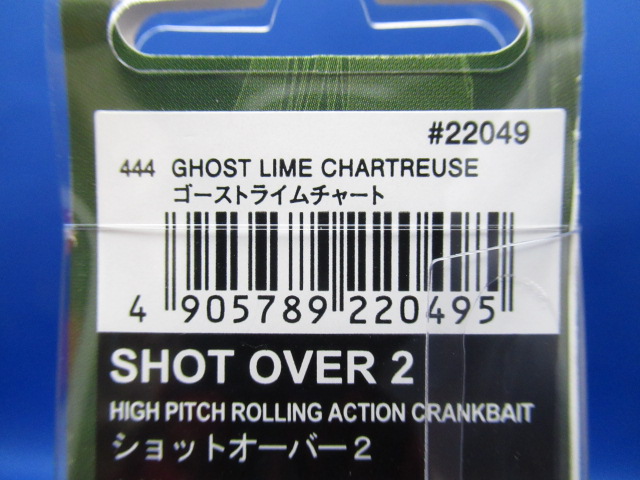 #22049
444 GHOST LIME CHARTREUSE
ゴーストライムチャート
4 905789 220495
SHOT OVER 2
HIGH PITCH ROLLING ACTION CRANKBAIT
ショットオーバー2